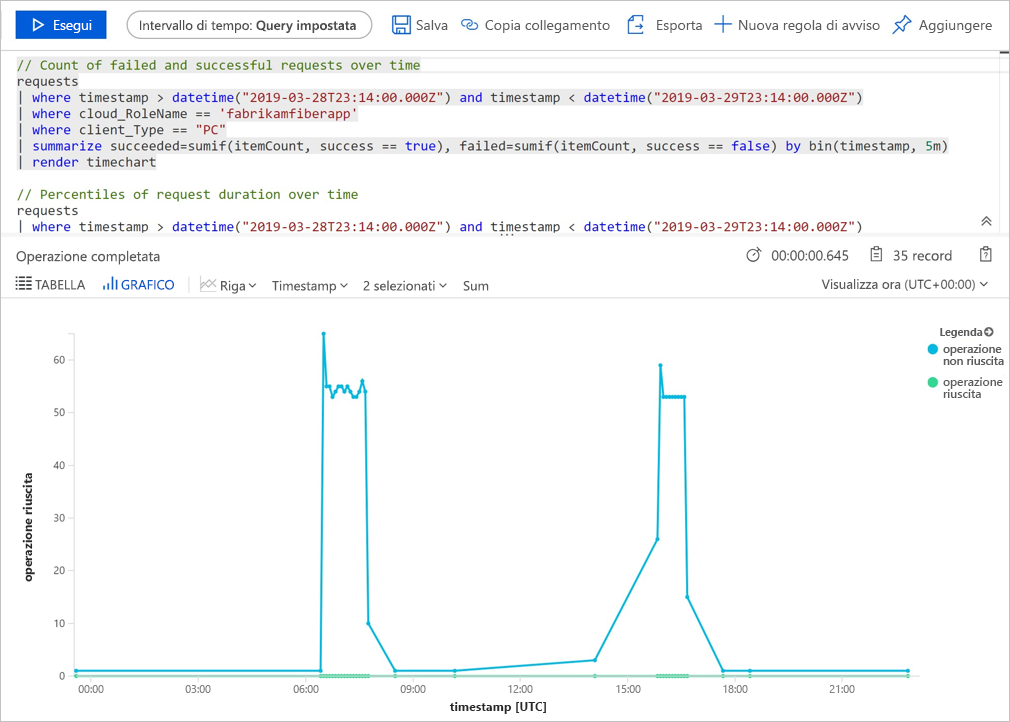 Esegui
Intervallo di tempo: Query impostata
Salva
Copia collegamento
Esporta
Nuova regola di avviso
Aggiungere
// Count of failed and successful requests over time
requests
| where timestamp > datetime("2019-03-28T23:14:00.000Z") and timestamp < datetime("2019-03-29T23:14:00.000Z")
| where cloud_RoleName == 'fabrikamfiberapp'
| where client_Type == "PC"
| summarize succeeded=sumif(itemCount, success == true), failed=sumif(itemCount, success == false) by bin(timestamp, 5m)
| render timechart
// Percentiles of request duration over time
requests
| where timestamp > datetime("2019-03-28T23:14:00.000Z") and timestamp < datetime("2019-03-29T23:14:00.000Z")
Operazione completata
00:00:00.645
35 record
TABELLA
GRAFICO
Riga
Timestamp
2 selezionati
Sum
Visualizza ora (UTC+00:00)
Legenda
operazione
non riuscita
operazione
riuscita
operazione riuscita
60
50
40
30
20
10
0
00:00
03:00
06:00
09:00
12:00
15:00
18:00
21:00
timestamp [UTC]